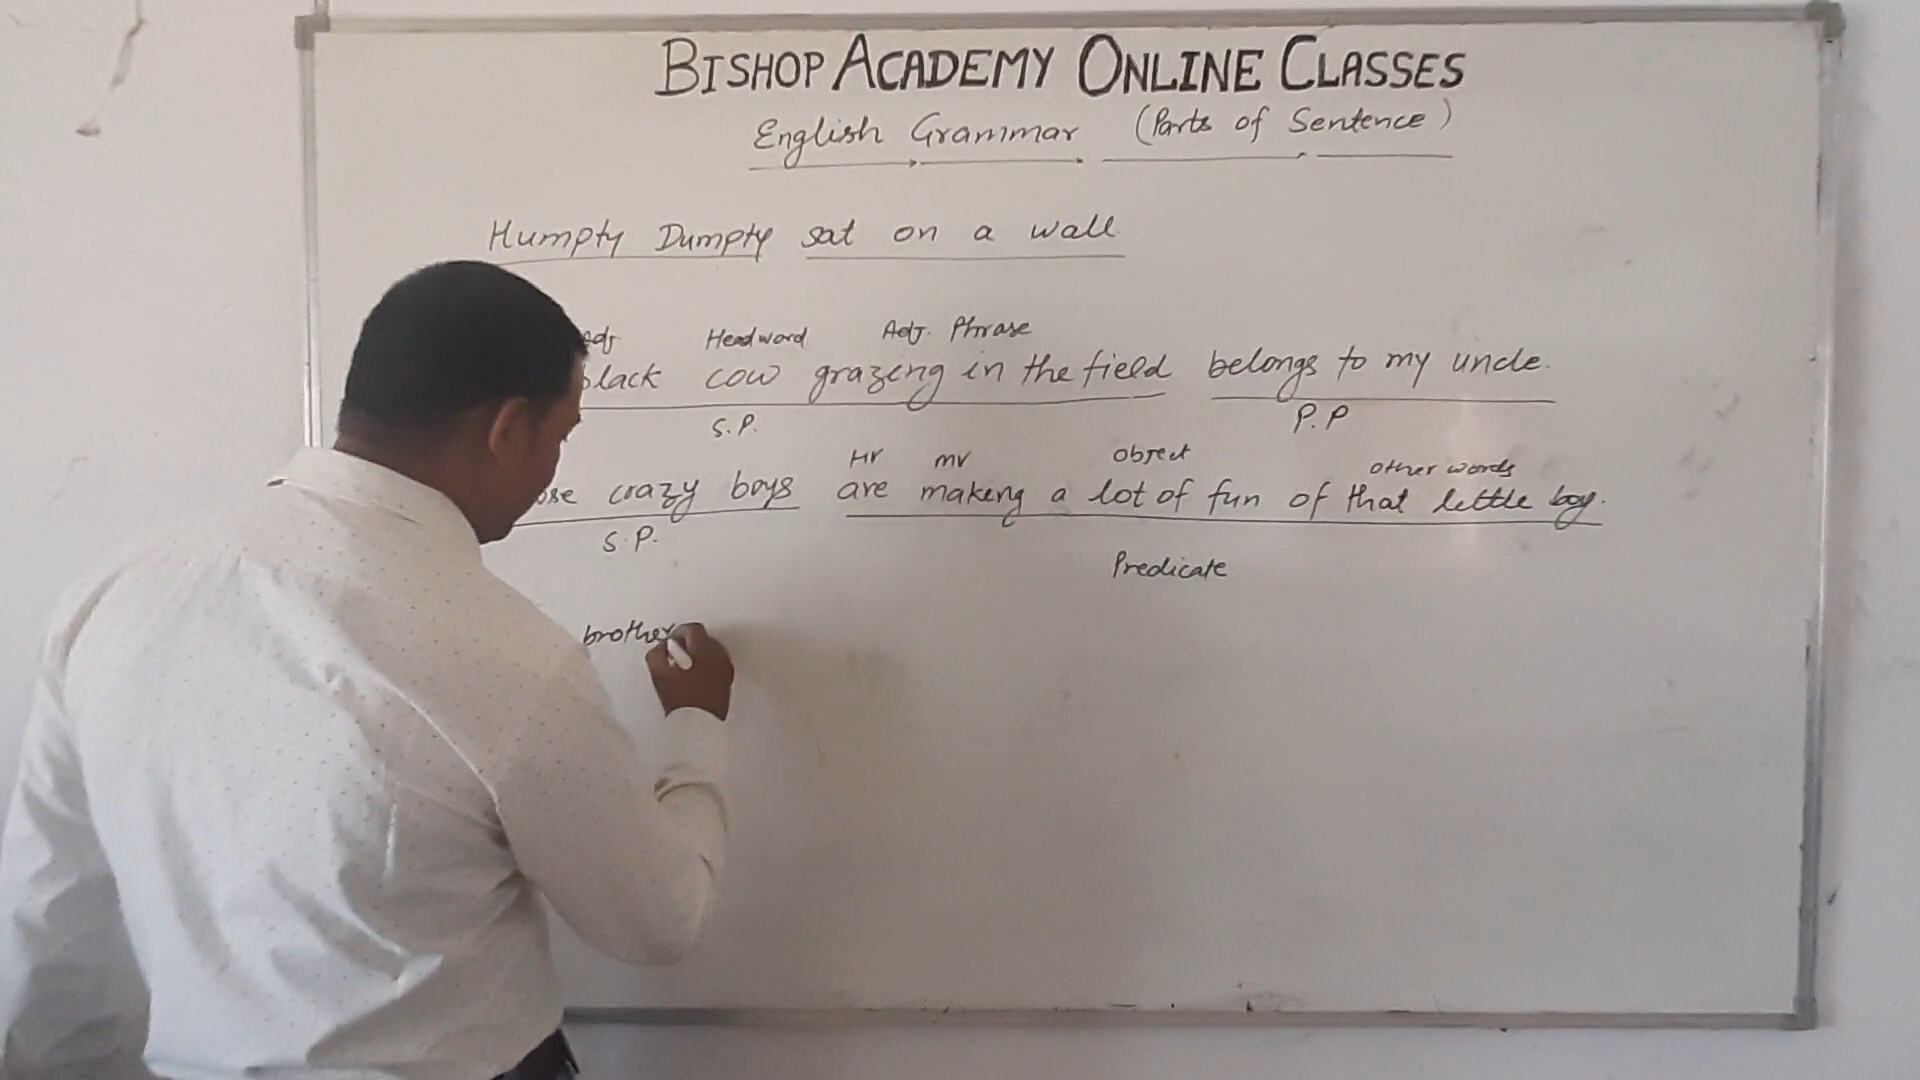 BISHOP ACADEMY ONLINE CLASSES
English Grammar (Parts of Sentence)
Humpty Dumpty sat on a wall
Adj Headword Adj. Phrase
black cow grazing in the field belongs to my uncle.
S.P. P.P
HV MV Object Other words
crazy boys are making a lot of fun of that little boy.
S.P.
Predicate
brother